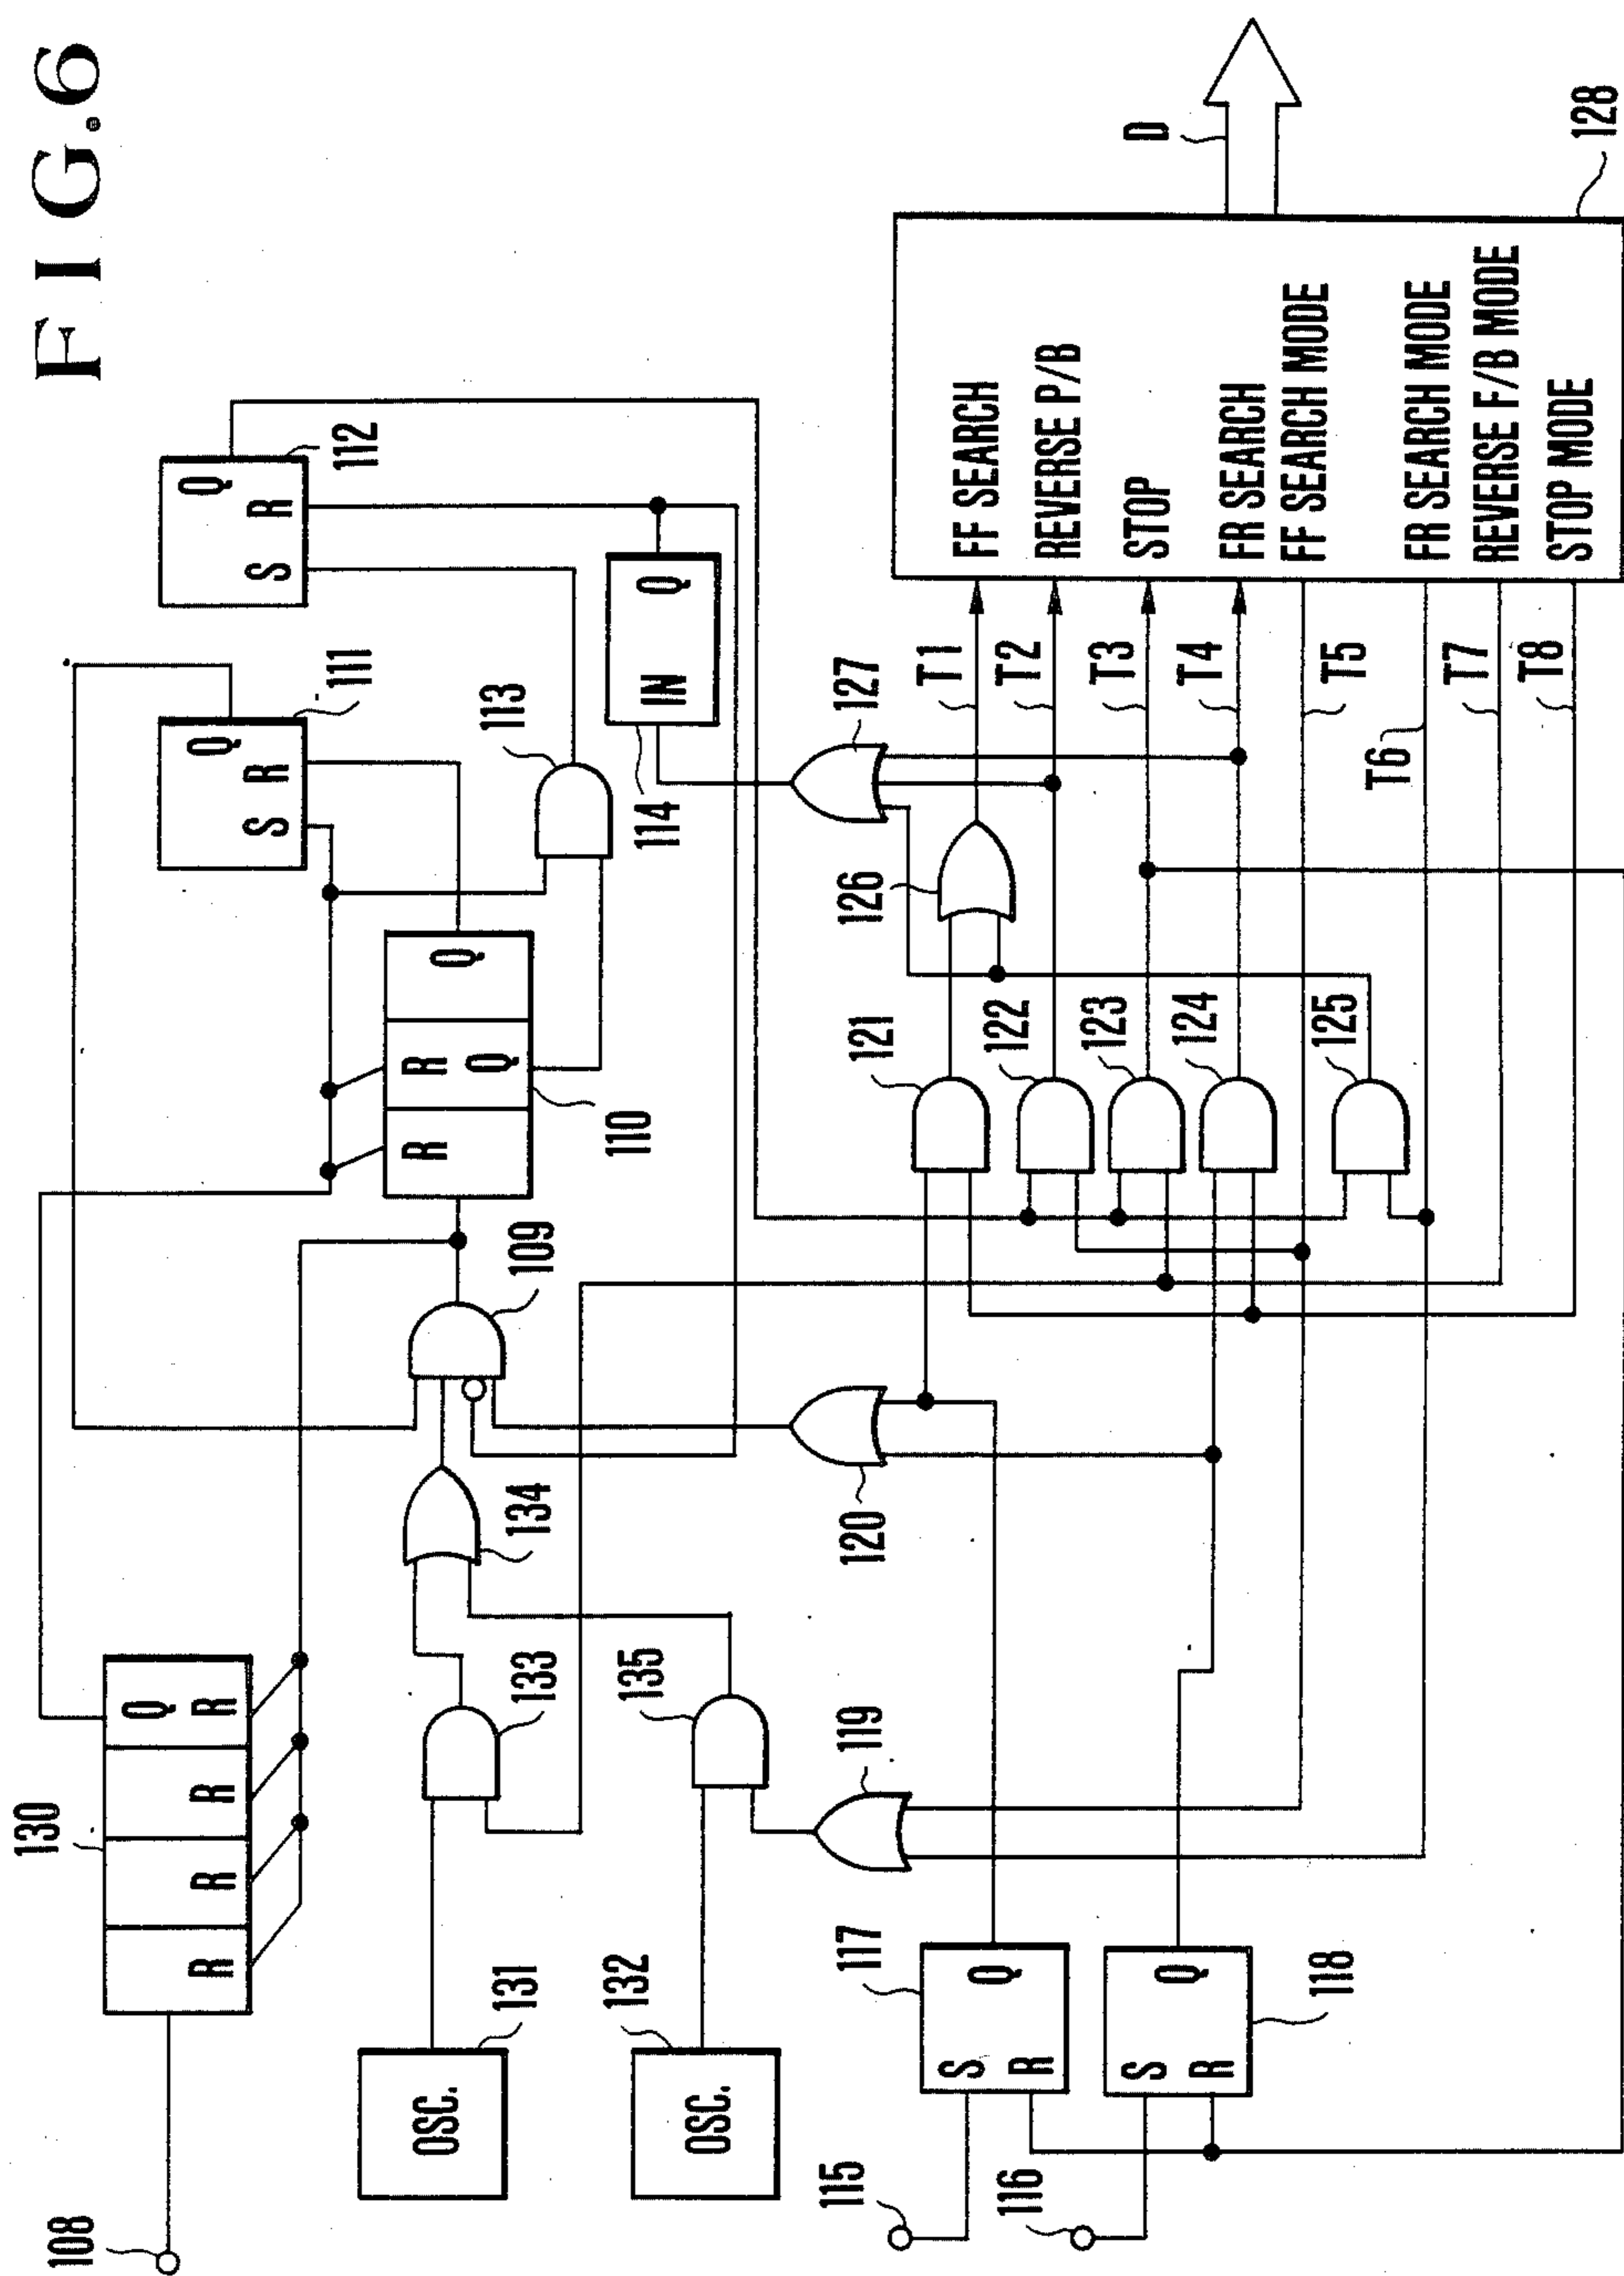 FIG.6
130
Q
R
R
R
R
108
109
110
R
R
Q
Q
111
Q
S
R
112
Q
S
R
113
114
IN
Q
OSC.
131
133
134
OSC.
132
135
119
120
115
116
117
S
Q
R
118
S
Q
R
121
122
123
124
125
126
127
T1
T2
T3
T4
T5
T6
T7
T8
FF SEARCH
REVERSE P/B
STOP
FR SEARCH
FF SEARCH MODE
FR SEARCH MODE
REVERSE F/B MODE
STOP MODE
D
128